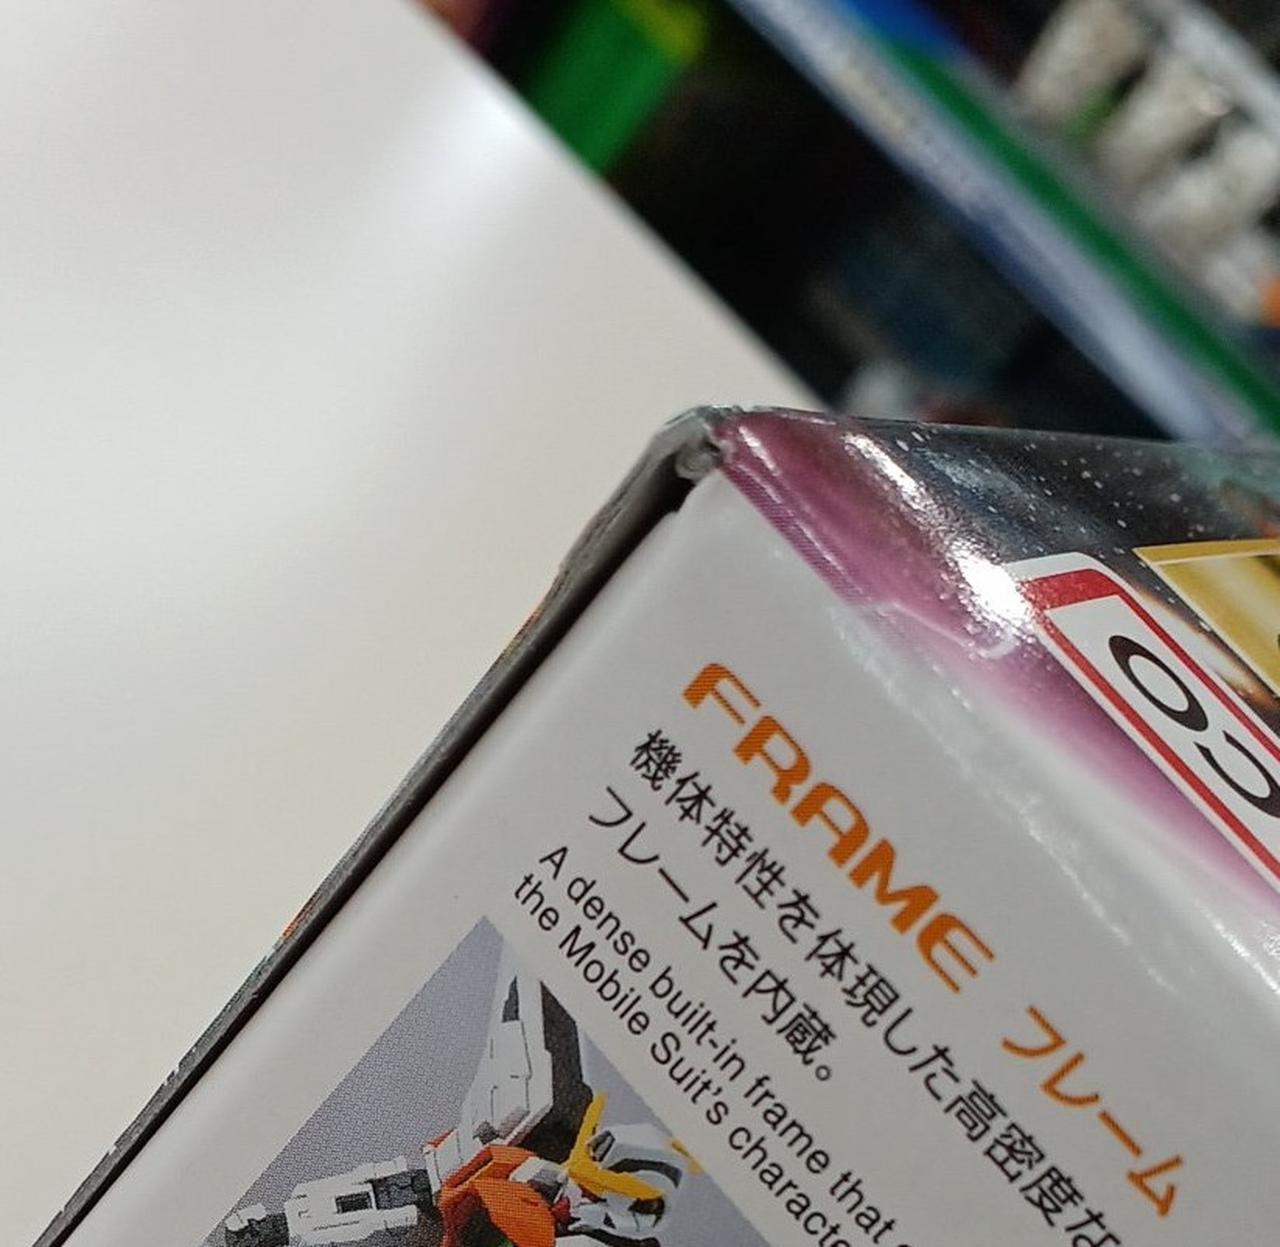 FRAME フレーム
機体特性を体現した高密度な
フレームを内蔵。
A dense built-in frame that
the Mobile Suit's
03